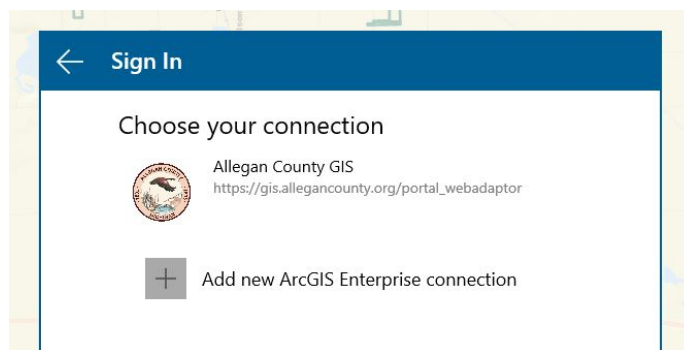 Sign In
Choose your connection
Allegan County GIS
https://gis.allegancounty.org/portal_webadaptor
Add new ArcGIS Enterprise connection